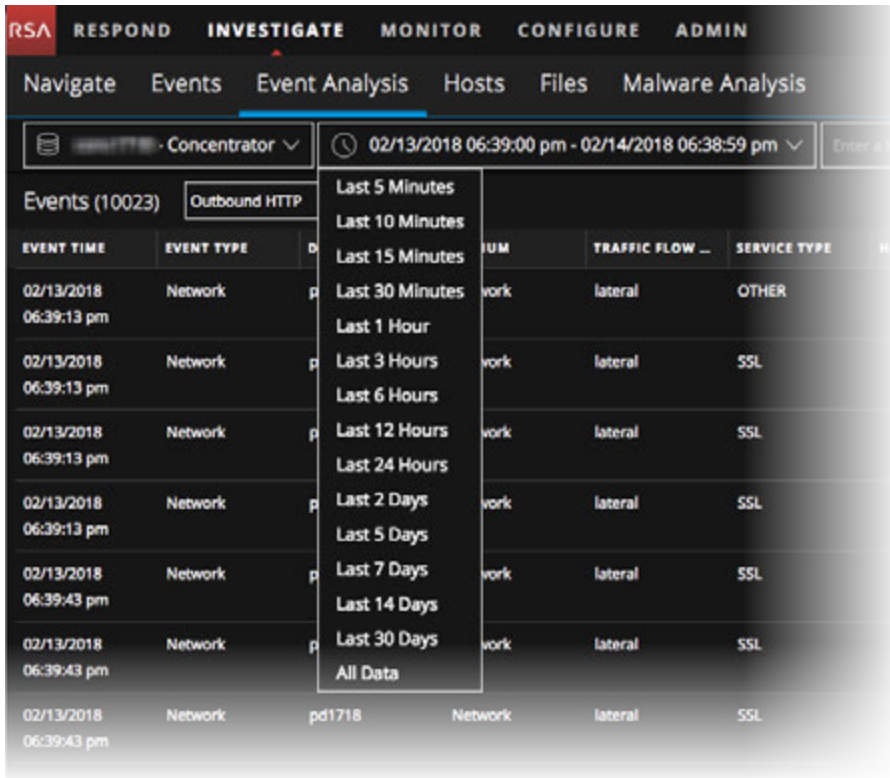 RSA RESPOND INVESTIGATE MONITOR CONFIGURE ADMIN
Navigate Events Event Analysis Hosts Files Malware Analysis
- Concentrator 02/13/2018 06:39:00 pm - 02/14/2018 06:38:59 pm Enter a
Events (10023) Outbound HTTP
Last 5 Minutes
Last 10 Minutes
Last 15 Minutes
Last 30 Minutes
Last 1 Hour
Last 3 Hours
Last 6 Hours
Last 12 Hours
Last 24 Hours
Last 2 Days
Last 5 Days
Last 7 Days
Last 14 Days
Last 30 Days
All Data
EVENT TIME EVENT TYPE D IUM TRAFFIC FLOW ... SERVICE TYPE H
02/13/2018 Network p work lateral OTHER
06:39:13 pm
02/13/2018 Network p work lateral SSL
06:39:13 pm
02/13/2018 Network p work lateral SSL
06:39:13 pm
02/13/2018 Network p work lateral SSL
06:39:13 pm
02/13/2018 Network p work lateral SSL
06:39:43 pm
02/13/2018 Network p work lateral SSL
06:39:43 pm
02/13/2018 Network pd1718 Network lateral SSL
06:39:43 pm